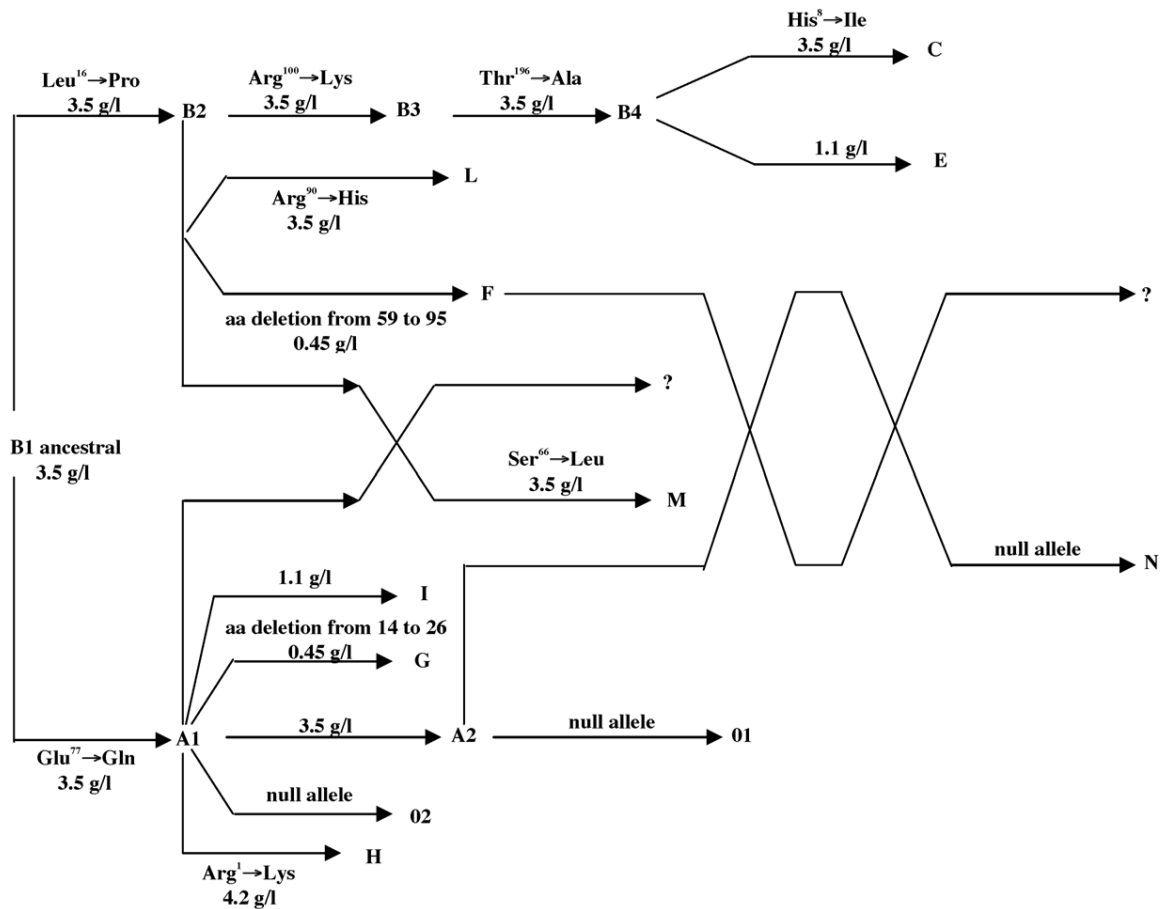 His⁸→Ile
3.5 g/l
C
Leu¹⁶→Pro
3.5 g/l
B2
Arg¹⁰⁰→Lys
3.5 g/l
B3
Thr¹⁹⁶→Ala
3.5 g/l
B4
1.1 g/l
E
L
Arg⁹⁰→His
3.5 g/l
F
aa deletion from 59 to 95
0.45 g/l
?
?
B1 ancestral
3.5 g/l
Ser⁶⁶→Leu
3.5 g/l
M
null allele
N
1.1 g/l
I
aa deletion from 14 to 26
0.45 g/l
G
Glu⁷⁷→Gln
3.5 g/l
A1
3.5 g/l
A2
null allele
01
null allele
02
H
Arg¹→Lys
4.2 g/l